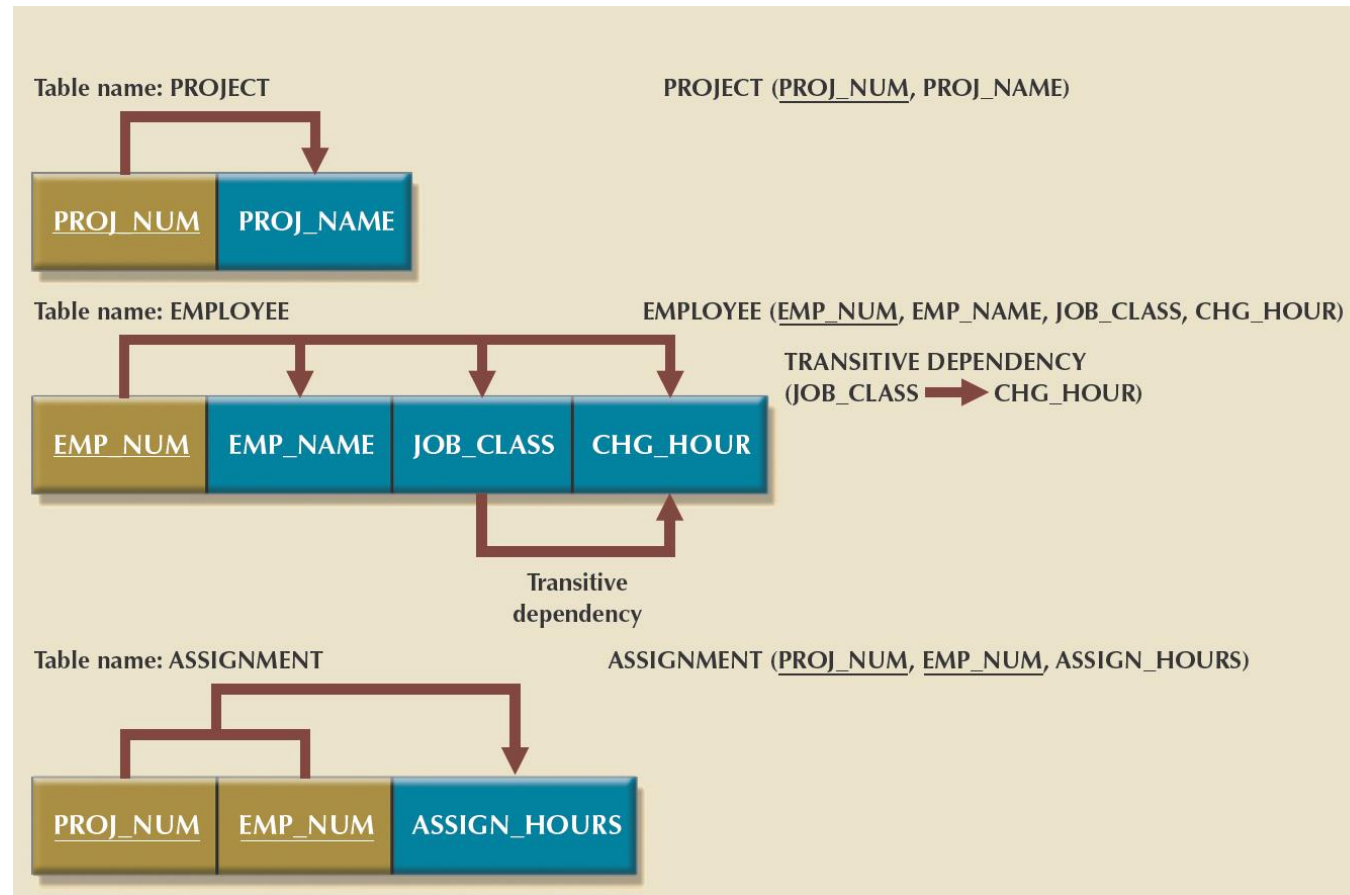 Table name: PROJECT
PROJECT (PROJ_NUM, PROJ_NAME)
PROJ_NUM
PROJ_NAME
Table name: EMPLOYEE
EMPLOYEE (EMP_NUM, EMP_NAME, JOB_CLASS, CHG_HOUR)
TRANSITIVE DEPENDENCY
(JOB_CLASS CHG_HOUR)
EMP_NUM
EMP_NAME
JOB_CLASS
CHG_HOUR
Transitive
dependency
Table name: ASSIGNMENT
ASSIGNMENT (PROJ_NUM, EMP_NUM, ASSIGN_HOURS)
PROJ_NUM
EMP_NUM
ASSIGN_HOURS